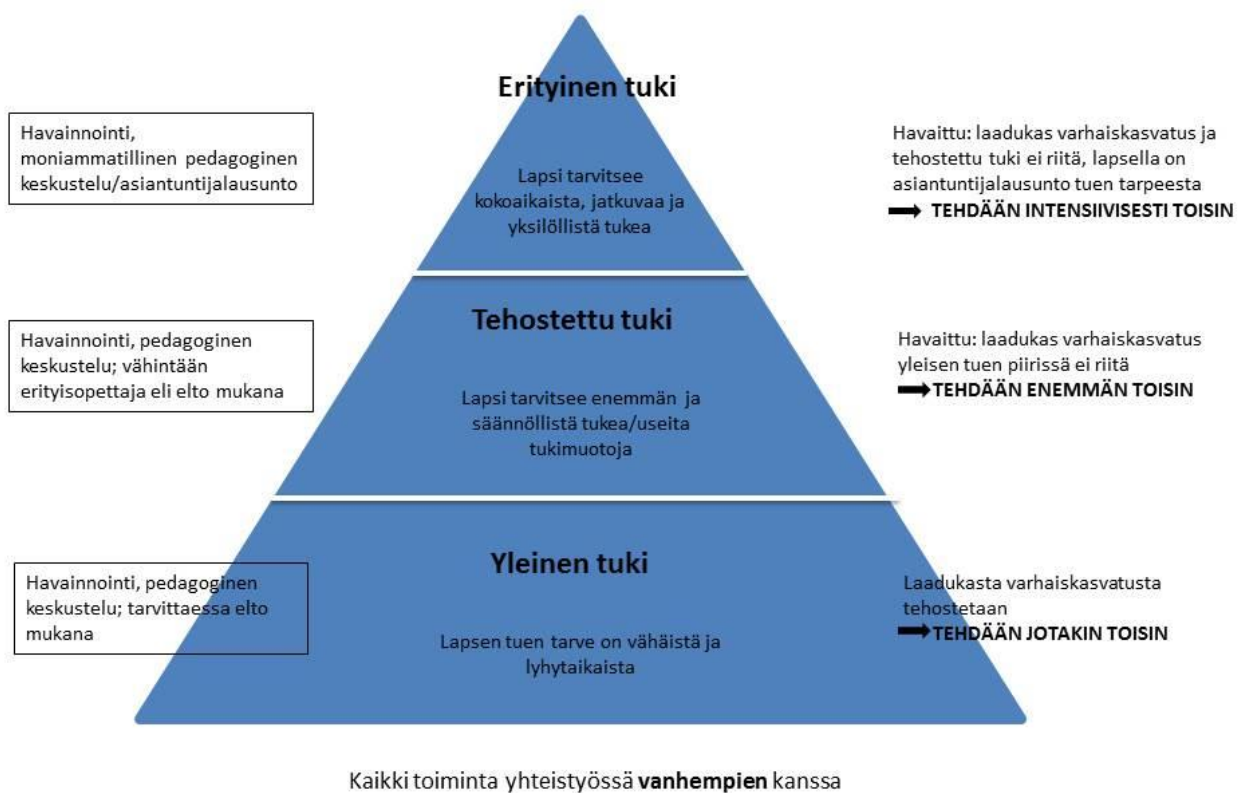 Erityinen tuki
Havainnointi,
moniammatillinen pedagoginen
keskustelu/asiantuntijalausunto
Lapsi tarvitsee
kokoaikaista, jatkuvaa ja
yksilöllistä tukea
Havaittu: laadukas varhaiskasvatus ja
tehostettu tuki ei riitä, lapsella on
asiantuntijalausunto tuen tarpeesta
➡ TEHDÄÄN INTENSIIVISESTI TOISIN
Tehostettu tuki
Havainnointi, pedagoginen
keskustelu; vähintään
erityisopettaja eli elto mukana
Lapsi tarvitsee enemmän ja
säännöllistä tukea/useita
tukimuotoja
Havaittu: laadukas varhaiskasvatus
yleisen tuen piirissä ei riitä
➡TEHDÄÄN ENEMMÄN TOISIN
Yleinen tuki
Havainnointi, pedagoginen
keskustelu; tarvittaessa elto
mukana
Lapsen tuen tarve on vähäistä ja
lyhytaikaista
Laadukasta varhaiskasvatusta
tehostetaan
➡TEHDÄÄN JOTAKIN TOISIN
Kaikki toiminta yhteistyössä vanhempien kanssa